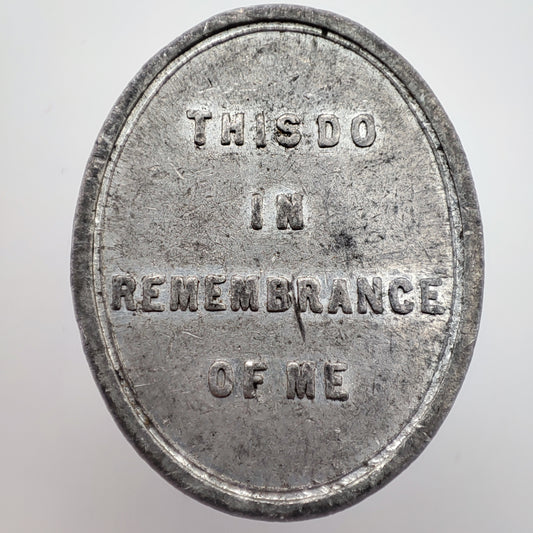 THIS DO
IN
REMEMBRANCE
OF ME